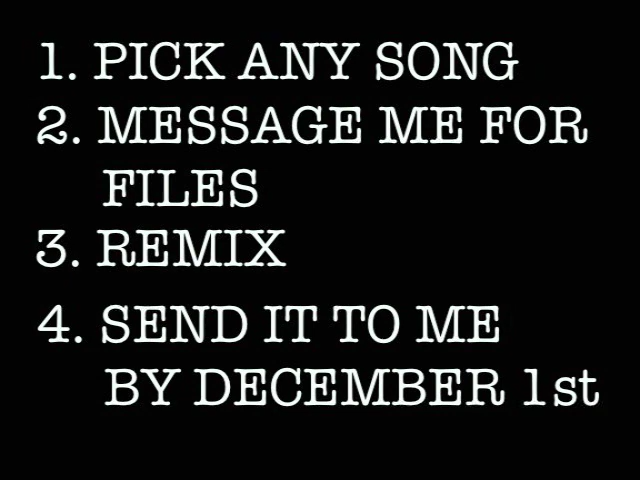 1. PICK ANY SONG
2. MESSAGE ME FOR
FILES
3. REMIX
4. SEND IT TO ME
BY DECEMBER 1st